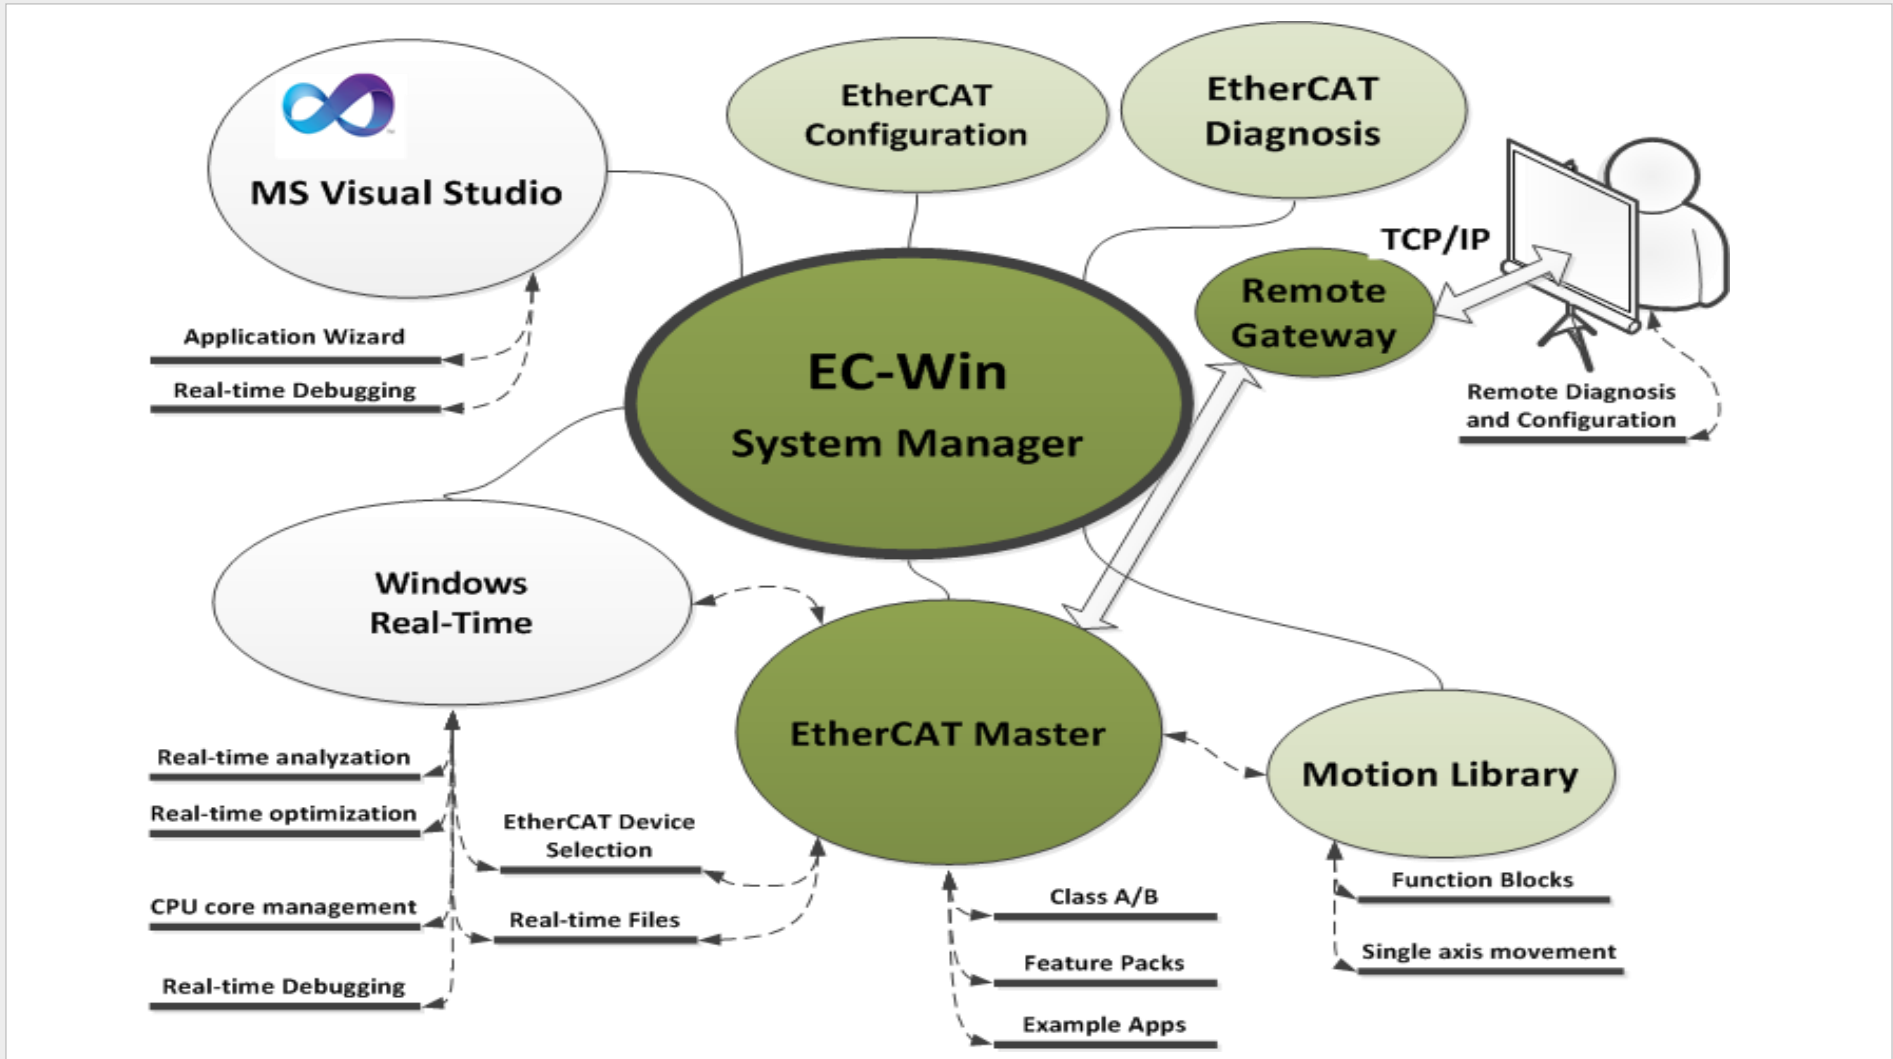 MS Visual Studio
EtherCAT
Configuration
EtherCAT
Diagnosis
TCP/IP
Remote
Gateway
Remote Diagnosis
and Configuration
Application Wizard
Real-time Debugging
EC-Win
System Manager
Windows
Real-Time
EtherCAT Master
Motion Library
Real-time analyzation
Real-time optimization
CPU core management
Real-time Debugging
EtherCAT Device
Selection
Real-time Files
Class A/B
Feature Packs
Example Apps
Function Blocks
Single axis movement